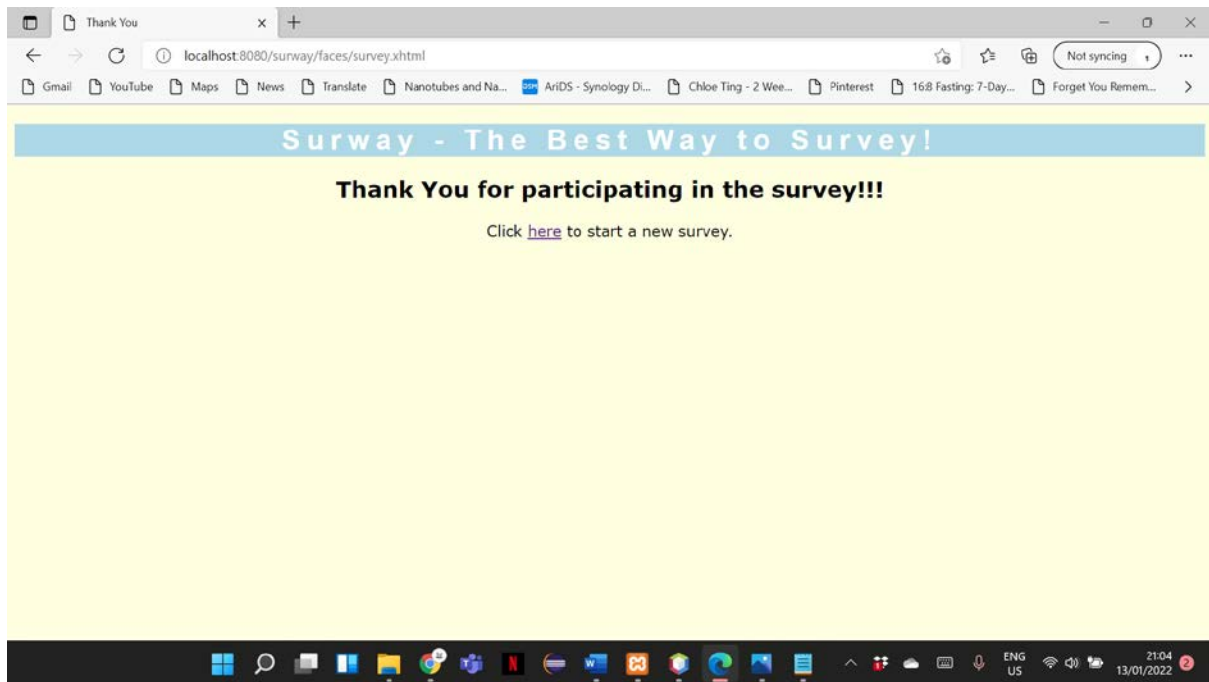 Thank You
localhost:8080/surway/faces/survey.xhtml
Not syncing
Gmail YouTube Maps News Translate Nanotubes and Na... DSM AriDS - Synology Di... Chloe Ting - 2 Wee... Pinterest 16:8 Fasting: 7-Day... Forget You Remem...
Surway - The Best Way to Survey!
Thank You for participating in the survey!!!
Click here to start a new survey.
ENG 21:04
US 13/01/2022 2